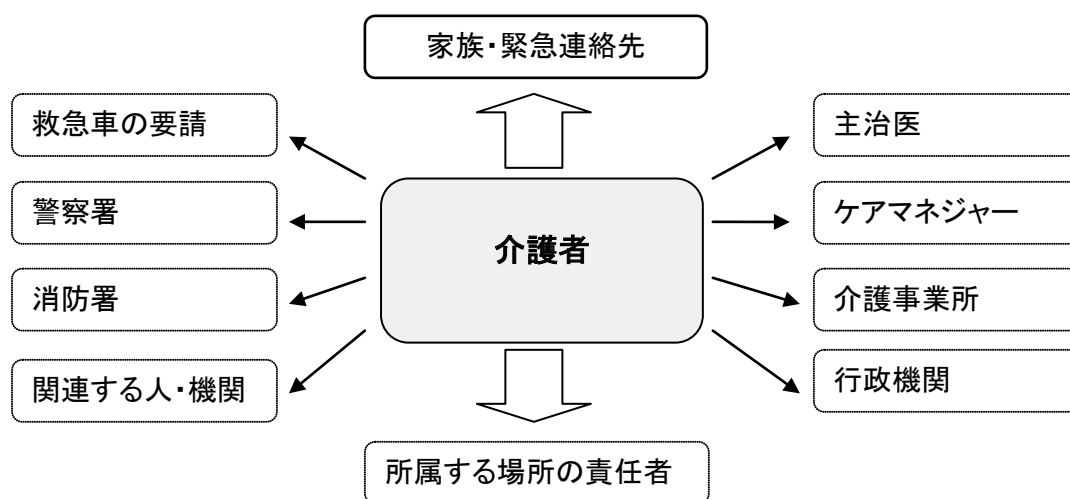 家族・緊急連絡先
救急車の要請
主治医
警察署
ケアマネジャー
介護者
消防署
介護事業所
関連する人・機関
行政機関
所属する場所の責任者